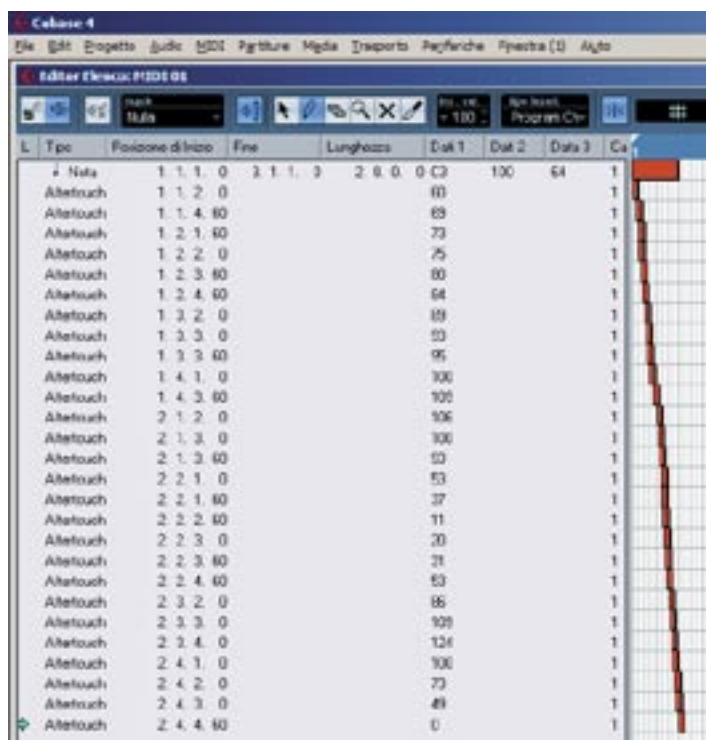 Cubase 4
File Edit Progetto Audio MIDI Partiture Media Trasporto Periferiche Finestra (1) Aiuto
Editor Elenco: MIDI 01
Nulla 100 Program Ch
L Tipo Posizione di Inizio Fine Lunghezza Dati 1 Dati 2 Data 3 Ca
Nota 1. 1. 1. 0 3. 1. 1. 0 2. 0. 0. 0 C3 100 64 1
Aftertouch 1. 1. 2. 0 60 1
Aftertouch 1. 1. 4. 60 69 1
Aftertouch 1. 2. 1. 60 73 1
Aftertouch 1. 2. 2. 0 75 1
Aftertouch 1. 2. 3. 60 80 1
Aftertouch 1. 2. 4. 60 1
Aftertouch 1. 3. 2. 0 89 1
Aftertouch 1. 3. 3. 0 93 1
Aftertouch 1. 3. 3. 60 95 1
Aftertouch 1. 4. 1. 0 100 1
Aftertouch 1. 4. 3. 60 109 1
Aftertouch 2. 1. 2. 0 106 1
Aftertouch 2. 1. 3. 0 100 1
Aftertouch 2. 1. 3. 60 1
Aftertouch 2. 2. 1. 0 53 1
Aftertouch 2. 2. 1. 60 37 1
Aftertouch 2. 2. 2. 60 11 1
Aftertouch 2. 2. 3. 0 20 1
Aftertouch 2. 2. 3. 60 1
Aftertouch 2. 2. 4. 60 53 1
Aftertouch 2. 3. 2. 0 86 1
Aftertouch 2. 3. 3. 0 109 1
Aftertouch 2. 3. 4. 0 124 1
Aftertouch 2. 4. 1. 0 100 1
Aftertouch 2. 4. 2. 0 73 1
Aftertouch 2. 4. 3. 0 49 1
Aftertouch 2. 4. 4. 60 0 1